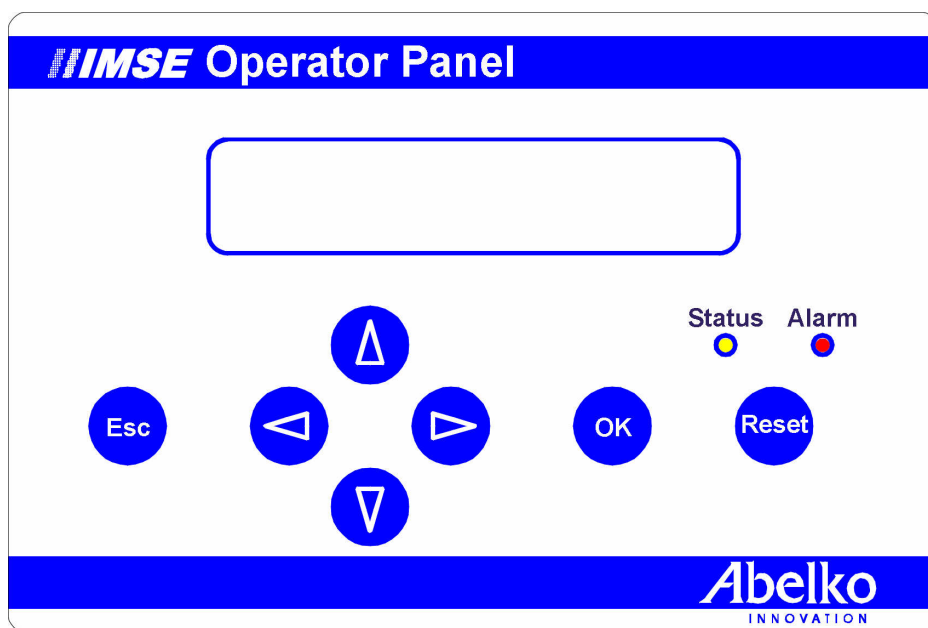 IMSE Operator Panel
Status Alarm
Esc OK Reset
Abelko
INNOVATION